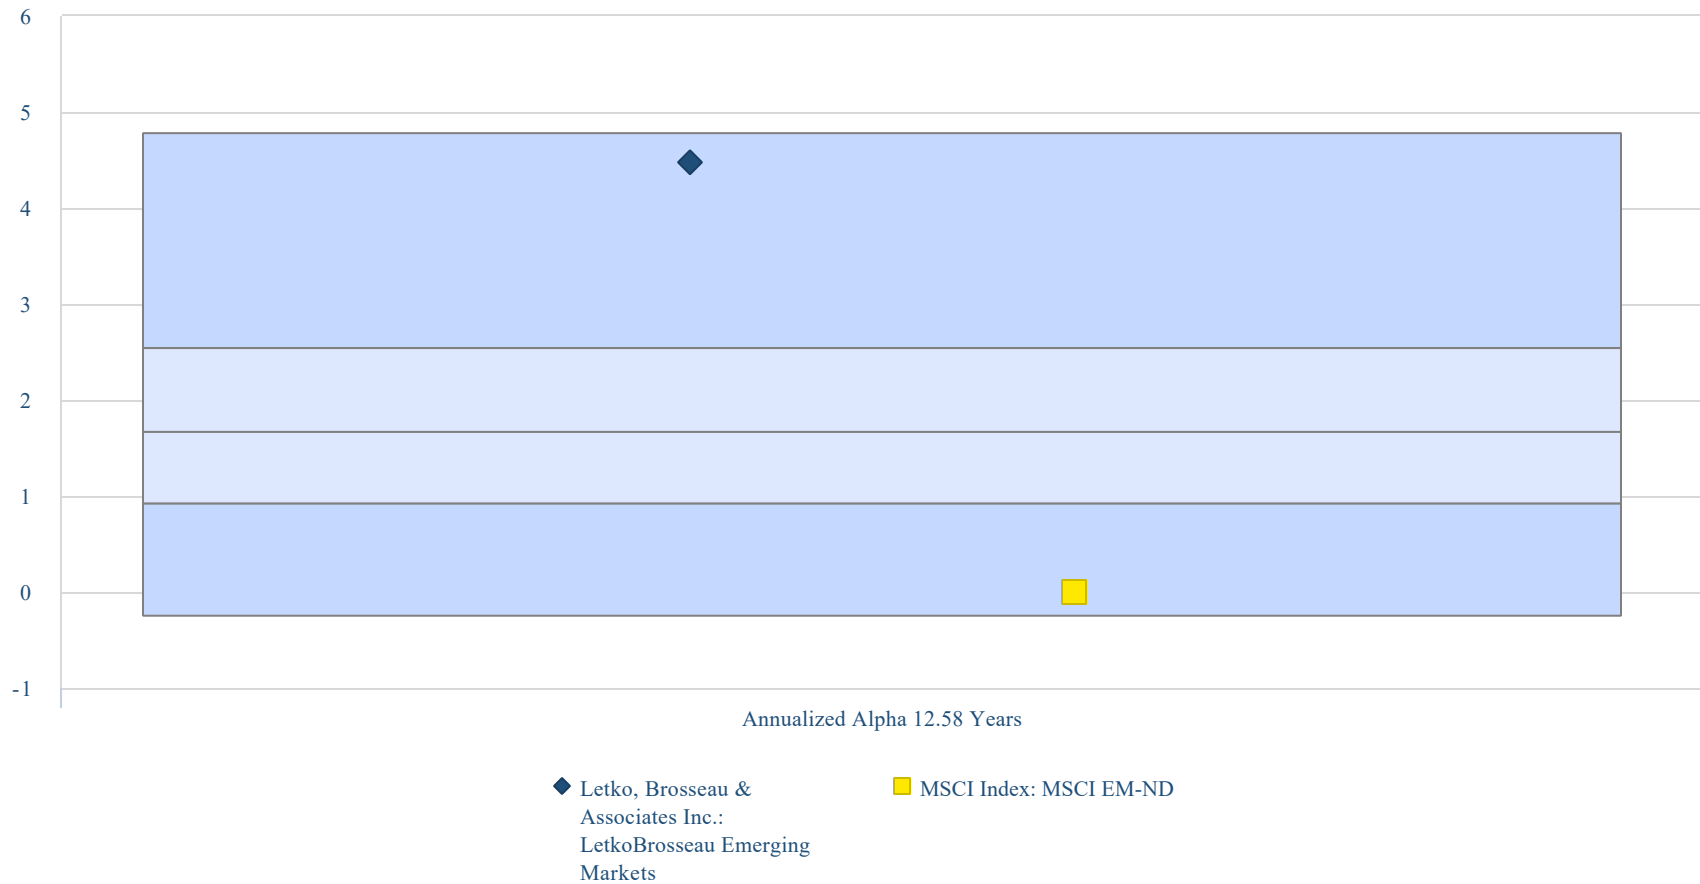 6
5
4
3
2
1
0
-1
Annualized Alpha 12.58 Years
Letko, Brosseau &
Associates Inc.:
LetkoBrosseau Emerging
Markets
MSCI Index: MSCI EM-ND